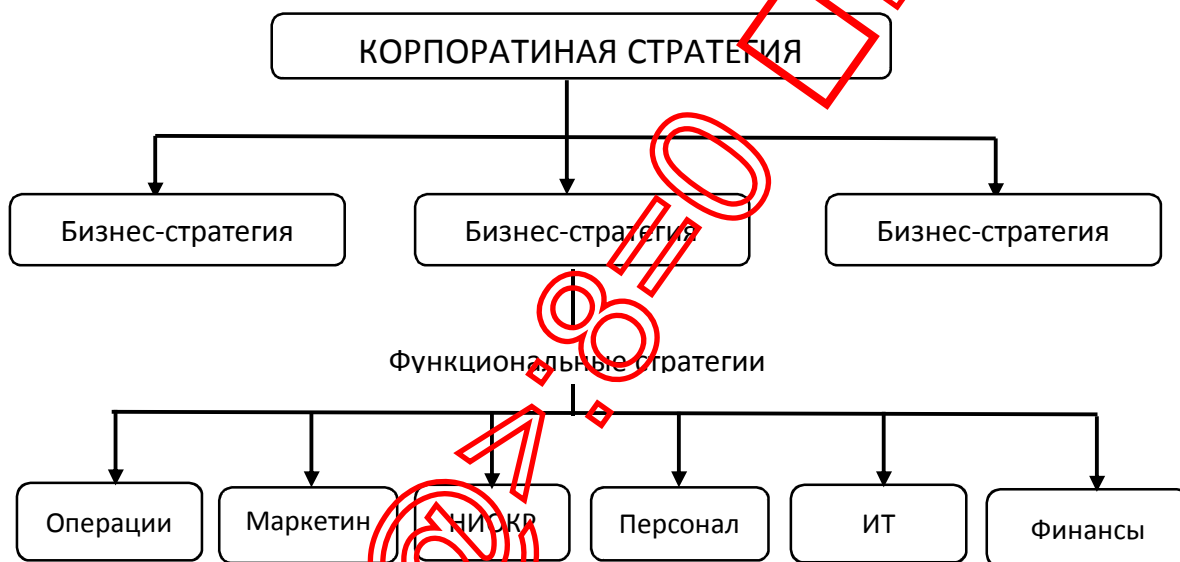 КОРПОРАТИНАЯ СТРАТЕГИЯ
Бизнес-стратегия Бизнес-стратегия Бизнес-стратегия
Функциональные стратегии
Операции Маркетин НИОКР Персонал ИТ Финансы